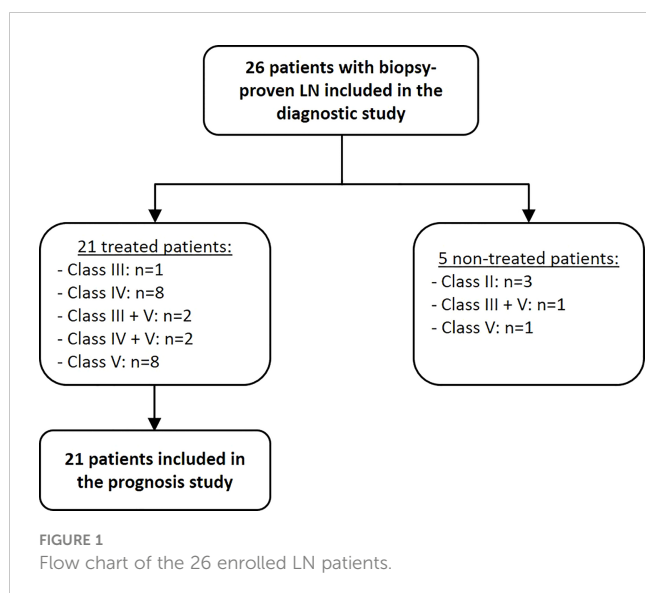 26 patients with biopsy-
proven LN included in the
diagnostic study
21 treated patients:
- Class III: n=1
- Class IV: n=8
- Class III + V: n=2
- Class IV + V: n=2
- Class V: n=8
5 non-treated patients:
- Class II: n=3
- Class III + V: n=1
- Class V: n=1
21 patients included in
the prognosis study
FIGURE 1
Flow chart of the 26 enrolled LN patients.